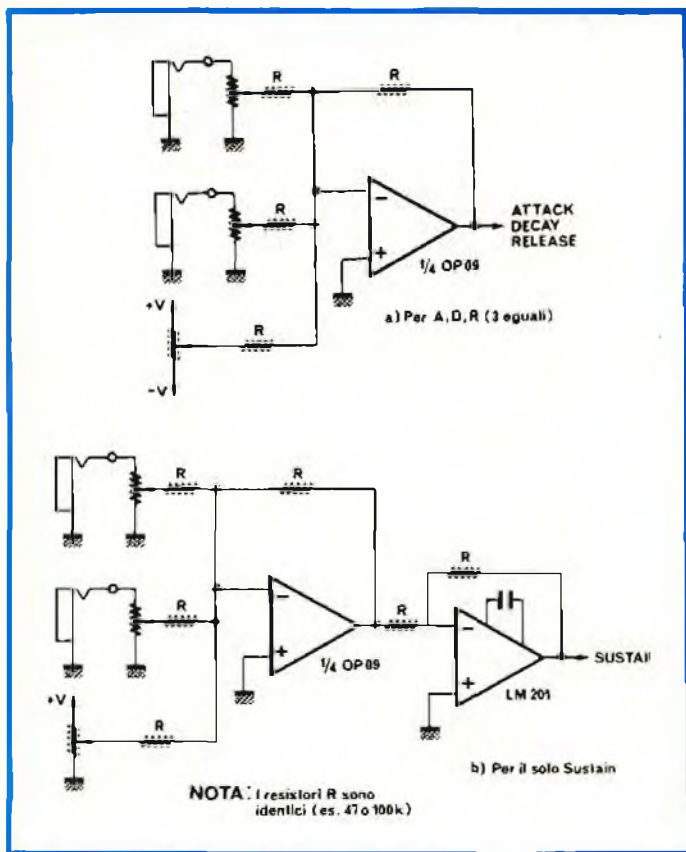 R
R
R
ATTACK
DECAY
RELEASE
−
+
1/4 OP 09
a) Per A, D, R (3 eguali)
+V
R
−V
R
R
R
R
R
−
+
1/4 OP 09
−
+
LM 201
SUSTAI
+V
R
b) Per il solo Sustain
NOTA: I resistori R sono
identici (es. 47 o 100k)